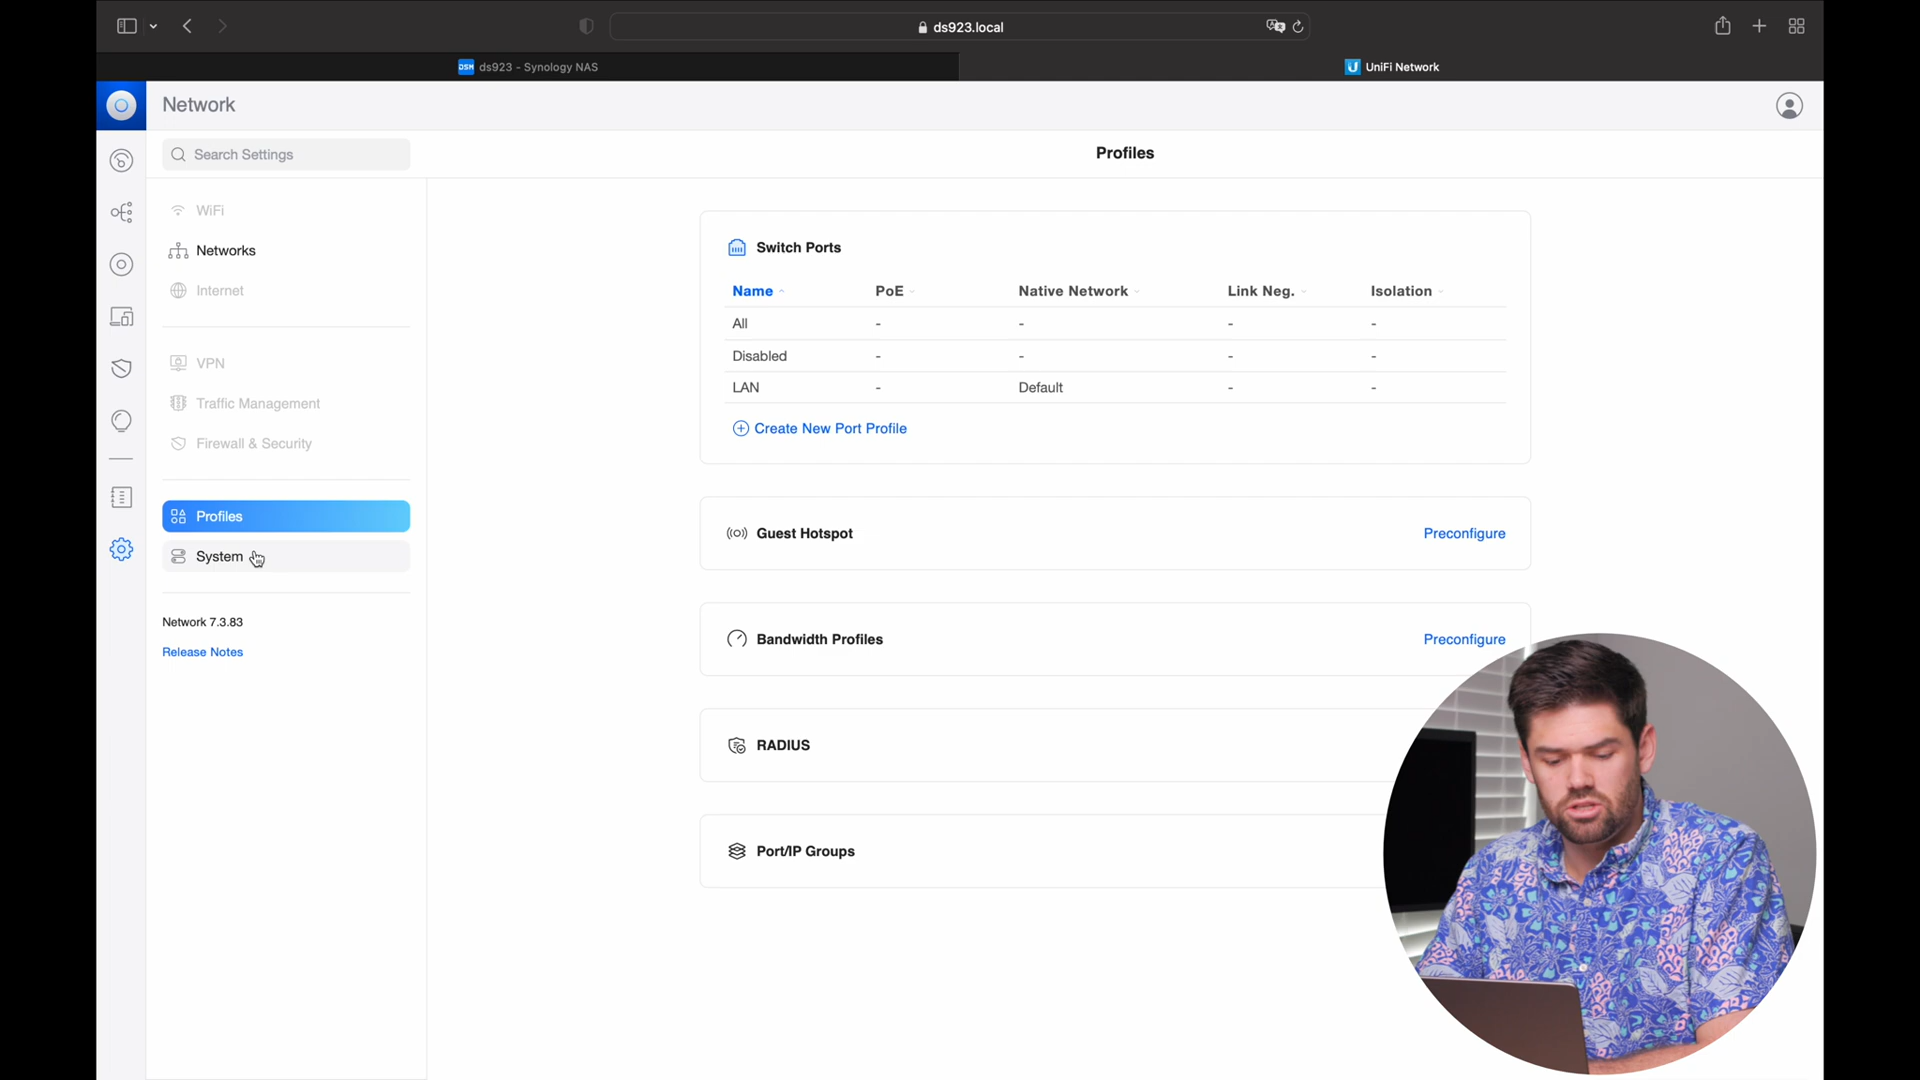 ds923.local
DSM ds923 - Synology NAS
U UniFi Network
Network
Search Settings
Profiles
WiFi
Networks
Internet
VPN
Traffic Management
Firewall & Security
Profiles
System
Network 7.3.83
Release Notes
Switch Ports
Name PoE Native Network Link Neg. Isolation
All - - - -
Disabled - - - -
LAN - Default - -
Create New Port Profile
Guest Hotspot Preconfigure
Bandwidth Profiles Preconfigure
RADIUS
Port/IP Groups